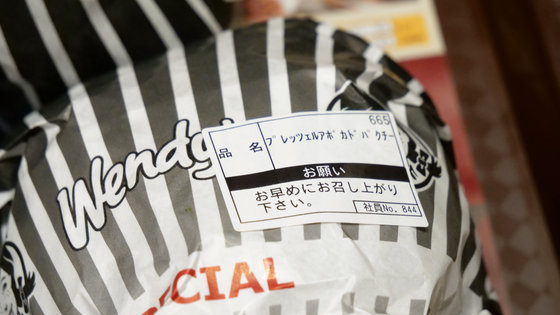 Wendy's
665
品 名
ﾌﾟﾚｯﾂｪﾙｱﾎﾞｶﾄﾞﾊﾟｸﾁｰ
お願い
お早めにお召し上がり
下さい。
社員No. 844
SPECIAL